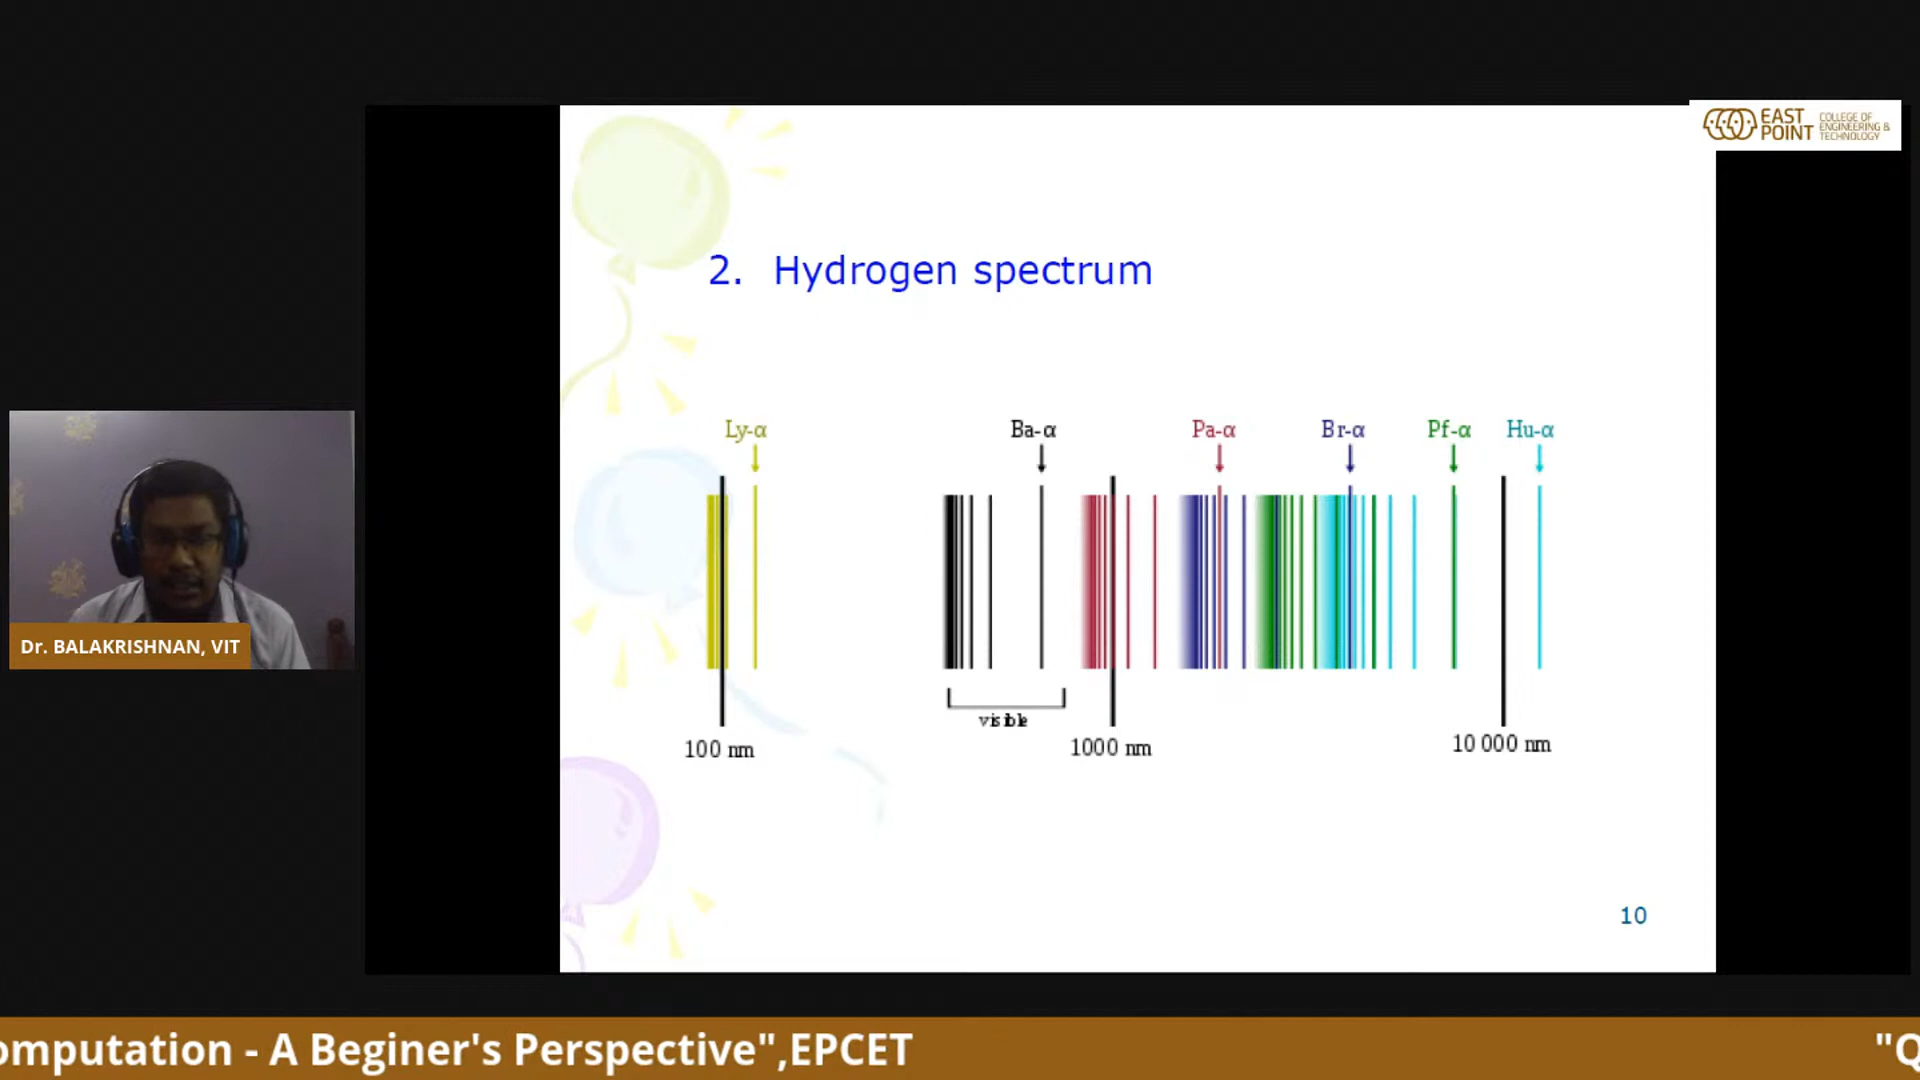 EAST
POINT
COLLEGE OF
ENGINEERING &
TECHNOLOGY
2. Hydrogen spectrum
Ly-α Ba-α Pa-α Br-α Pf-α Hu-α
visible
100 nm 1000 nm 10 000 nm
Dr. BALAKRISHNAN, VIT
10
omputation - A Beginer's Perspective",EPCET "Q